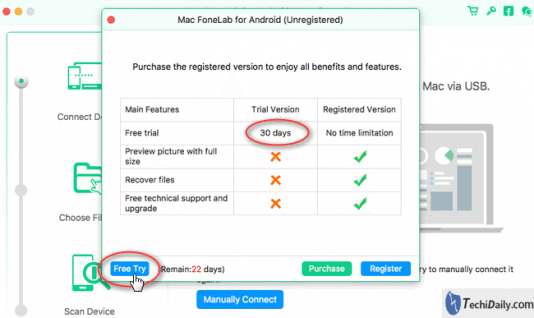 Mac FoneLab for Android (Unregistered)
Purchase the registered version to enjoy all benefits and features.
Mac via USB.
Main Features Trial Version Registered Version
Free trial 30 days No time limitation
Preview picture with full size
Recover files
Free technical support and upgrade
Connect De
Choose Fil
Scan Device
Free Try
Remain:22 days)
Purchase
Register
ry to manually connect it
again.
Manually Connect
TechiDaily.com